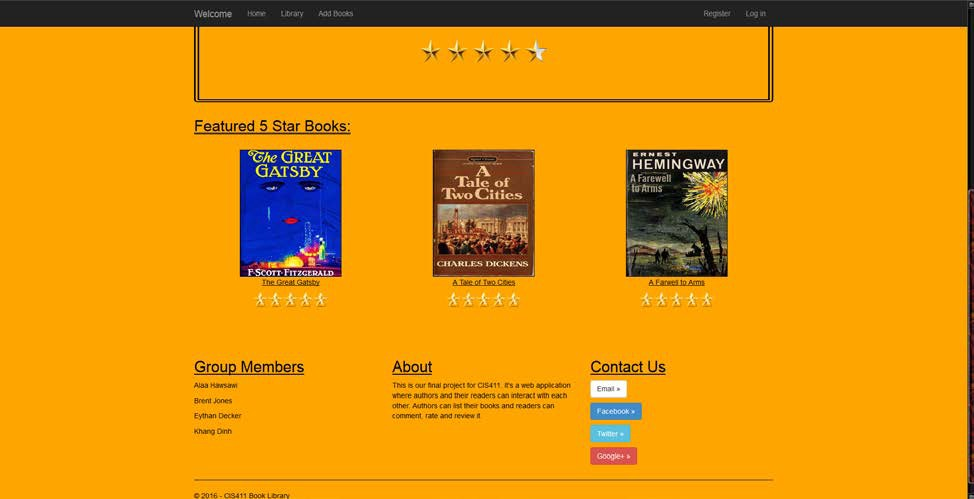 Welcome Home Library Add Books Register Log in
Featured 5 Star Books:
The GREAT
GATSBY
F·SCOTT·FITZGERALD
A
Tale of
Two Cities
CHARLES DICKENS
ERNEST
HEMINGWAY
A Farewell
to Arms
The Great Gatsby
A Tale of Two Cities
A Farwell to Arms
Group Members
Alaa Hawsawi
Brent Jones
Eythan Decker
Khang Dinh
About
This is our final project for CIS411. It's a web application
where authors and their readers can interact with each
other. Authors can list their books and readers can
comment, rate and review it.
Contact Us
Email »
Facebook »
Twitter »
Google+ »
© 2016 - CIS411 Book Library